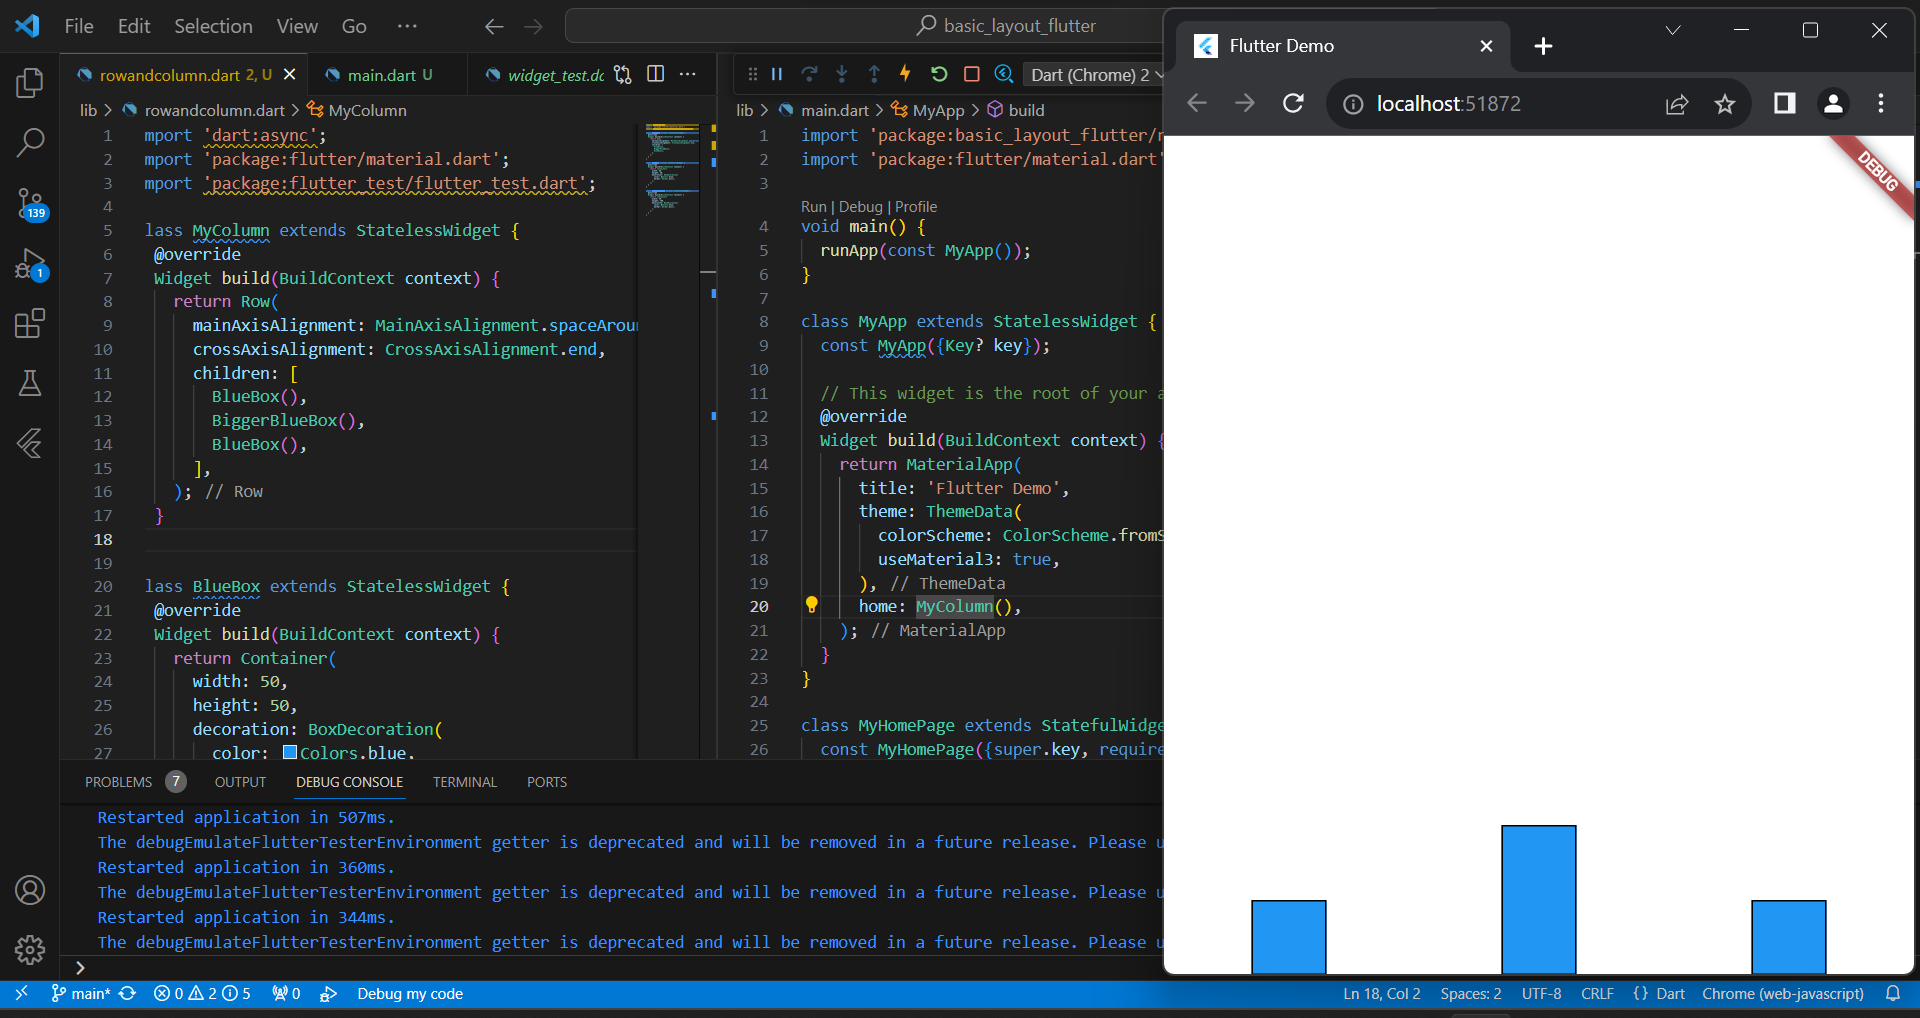 File Edit Selection View Go ··· basic_layout_flutter
rowandcolumn.dart 2, U main.dart U widget_test.dc Dart (Chrome) 2
lib > rowandcolumn.dart > MyColumn
1 mport 'dart:async';
2 mport 'package:flutter/material.dart';
3 mport 'package:flutter_test/flutter_test.dart';
4
5 lass MyColumn extends StatelessWidget {
6 @override
7 Widget build(BuildContext context) {
8 return Row(
9 mainAxisAlignment: MainAxisAlignment.spaceArou
10 crossAxisAlignment: CrossAxisAlignment.end,
11 children: [
12 BlueBox(),
13 BiggerBlueBox(),
14 BlueBox(),
15 ],
16 ); // Row
17 }
18
19
20 lass BlueBox extends StatelessWidget {
21 @override
22 Widget build(BuildContext context) {
23 return Container(
24 width: 50,
25 height: 50,
26 decoration: BoxDecoration(
27 color: Colors.blue,
lib > main.dart > MyApp > build
1 import 'package:basic_layout_flutter/
2 import 'package:flutter/material.dart'
3
Run | Debug | Profile
4 void main() {
5 runApp(const MyApp());
6 }
7
8 class MyApp extends StatelessWidget {
9 const MyApp({Key? key});
10
11 // This widget is the root of your a
12 @override
13 Widget build(BuildContext context) {
14 return MaterialApp(
15 title: 'Flutter Demo',
16 theme: ThemeData(
17 colorScheme: ColorScheme.fromS
18 useMaterial3: true,
19 ), // ThemeData
20 home: MyColumn(),
21 ); // MaterialApp
22 }
23 }
24
25 class MyHomePage extends StatefulWidge
26 const MyHomePage({super.key, require
139
1
PROBLEMS 7 OUTPUT DEBUG CONSOLE TERMINAL PORTS
Restarted application in 507ms.
The debugEmulateFlutterTesterEnvironment getter is deprecated and will be removed in a future release. Please u
Restarted application in 360ms.
The debugEmulateFlutterTesterEnvironment getter is deprecated and will be removed in a future release. Please u
Restarted application in 344ms.
The debugEmulateFlutterTesterEnvironment getter is deprecated and will be removed in a future release. Please u
>
main* 0 2 5 0 Debug my code Ln 18, Col 2 Spaces: 2 UTF-8 CRLF {} Dart Chrome (web-javascript)
Flutter Demo
localhost:51872
DEBUG